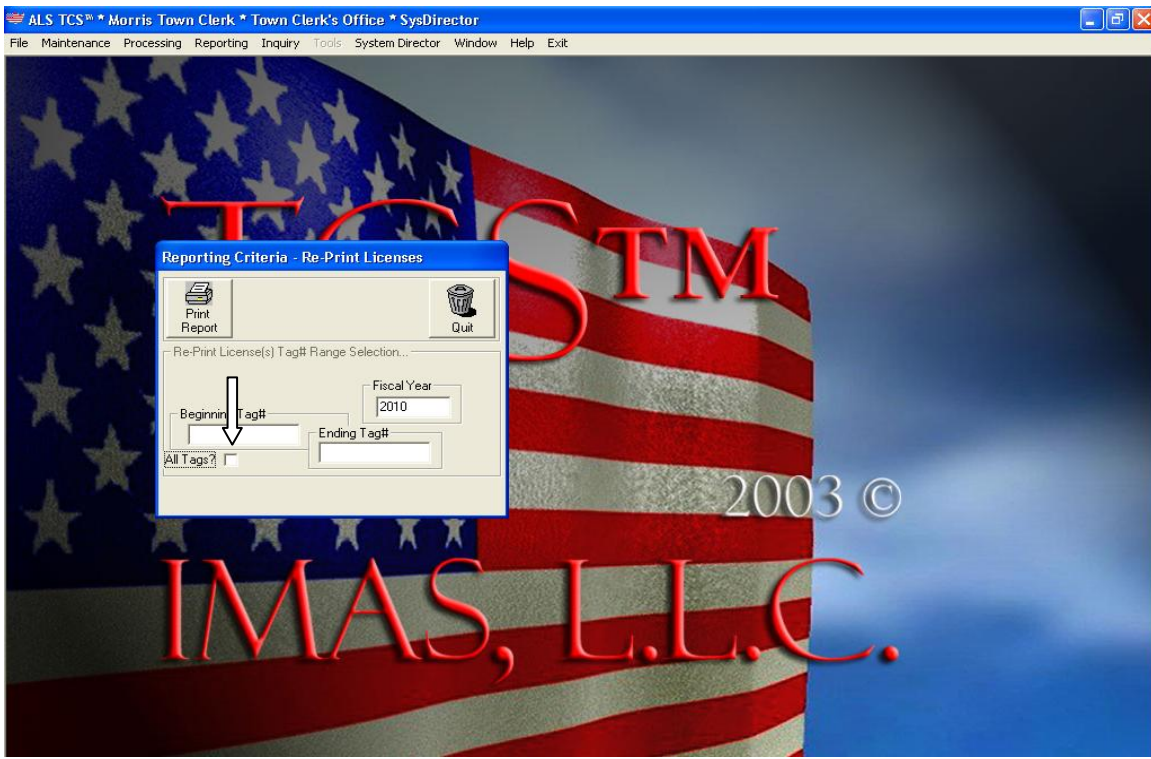 ALS TCS™ * Morris Town Clerk * Town Clerk's Office * SysDirector
File Maintenance Processing Reporting Inquiry Tools System Director Window Help Exit
TCS™
Reporting Criteria - Re-Print Licenses
Print Report
Quit
Re-Print License(s) Tag# Range Selection...
Fiscal Year
2010
Tag#
Ending Tag#
All Tags?
2003 ©
IMAS, L.L.C.